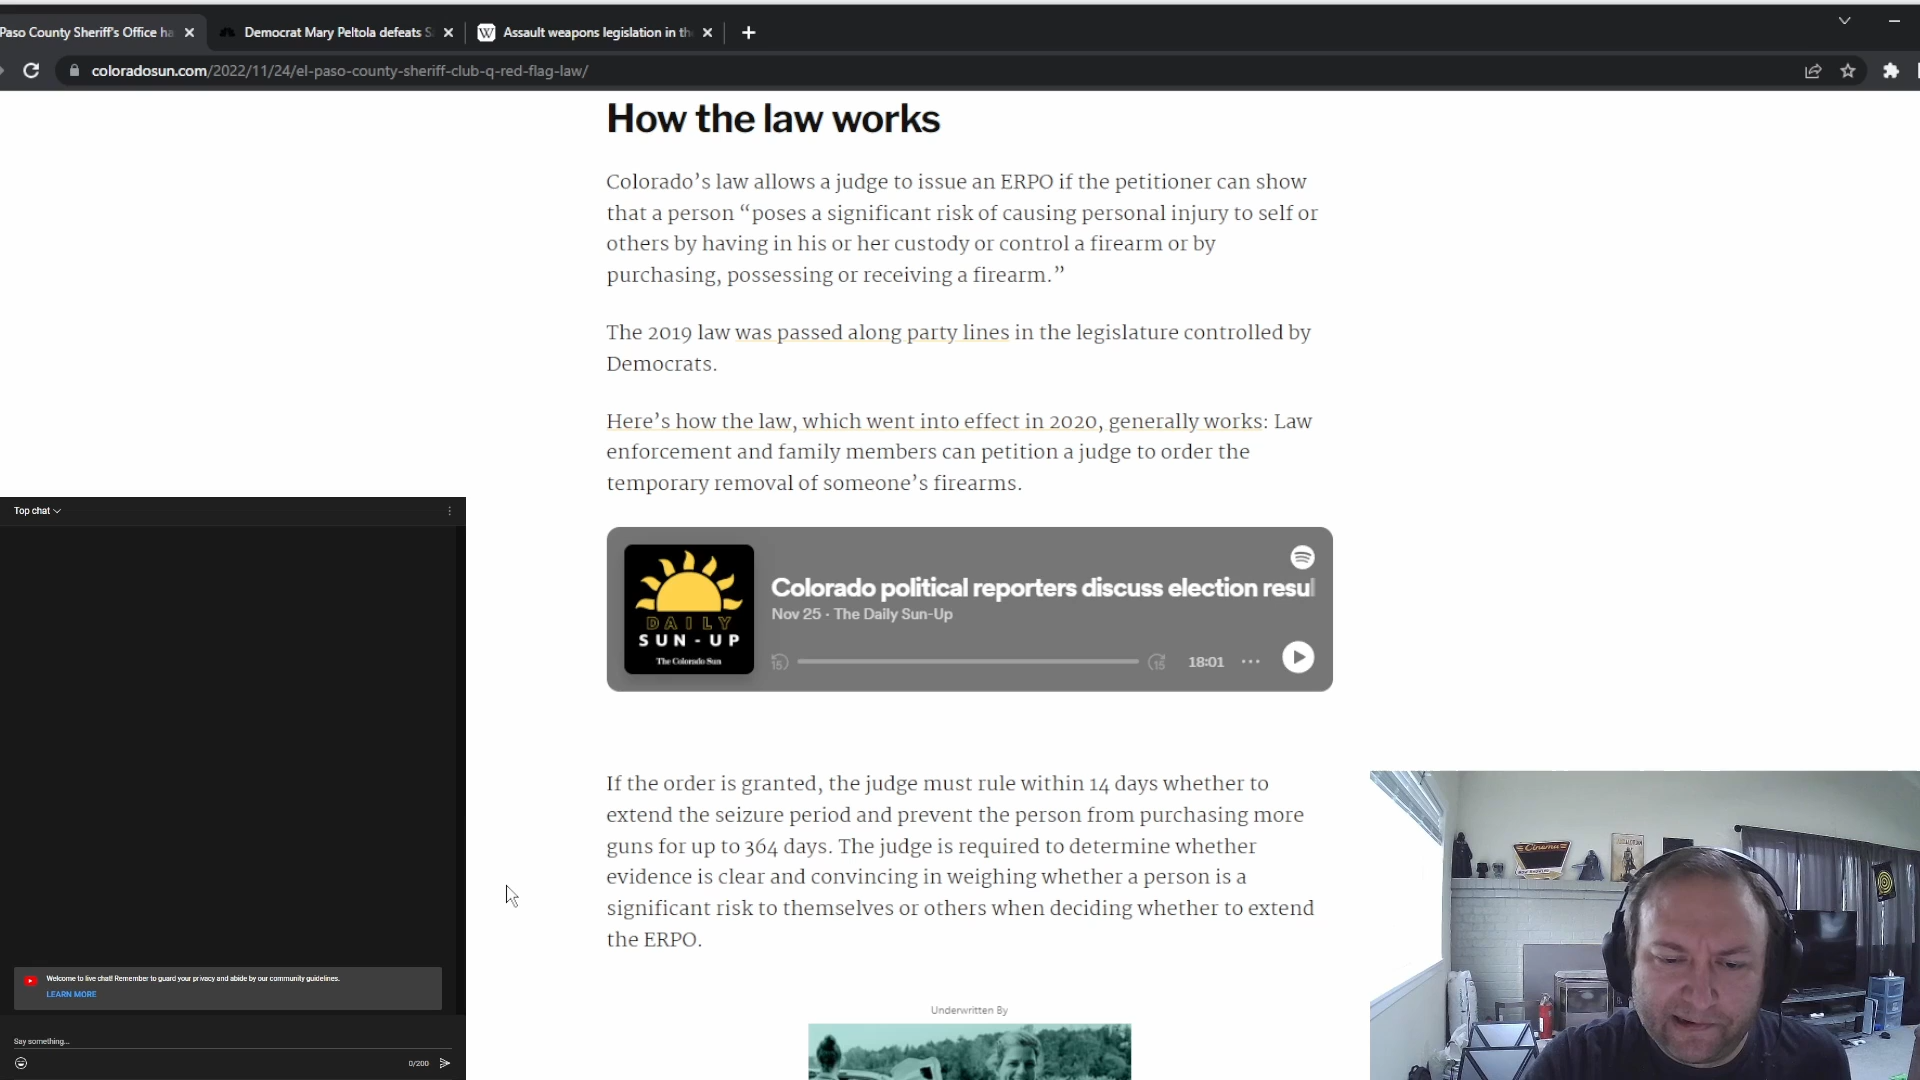 Paso County Sheriff's Office ha
Democrat Mary Peltola defeats S
Assault weapons legislation in th
coloradosun.com/2022/11/24/el-paso-county-sheriff-club-q-red-flag-law/
How the law works
Colorado’s law allows a judge to issue an ERPO if the petitioner can show
that a person “poses a significant risk of causing personal injury to self or
others by having in his or her custody or control a firearm or by
purchasing, possessing or receiving a firearm.”
The 2019 law was passed along party lines in the legislature controlled by
Democrats.
Here’s how the law, which went into effect in 2020, generally works: Law
enforcement and family members can petition a judge to order the
temporary removal of someone’s firearms.
DAILY
SUN-UP
The Colorado Sun
Colorado political reporters discuss election resul
Nov 25 · The Daily Sun-Up
15
15
18:01
If the order is granted, the judge must rule within 14 days whether to
extend the seizure period and prevent the person from purchasing more
guns for up to 364 days. The judge is required to determine whether
evidence is clear and convincing in weighing whether a person is a
significant risk to themselves or others when deciding whether to extend
the ERPO.
Underwritten By
Top chat
Welcome to live chat! Remember to guard your privacy and abide by our community guidelines.
LEARN MORE
Say something...
0/200
Cinema